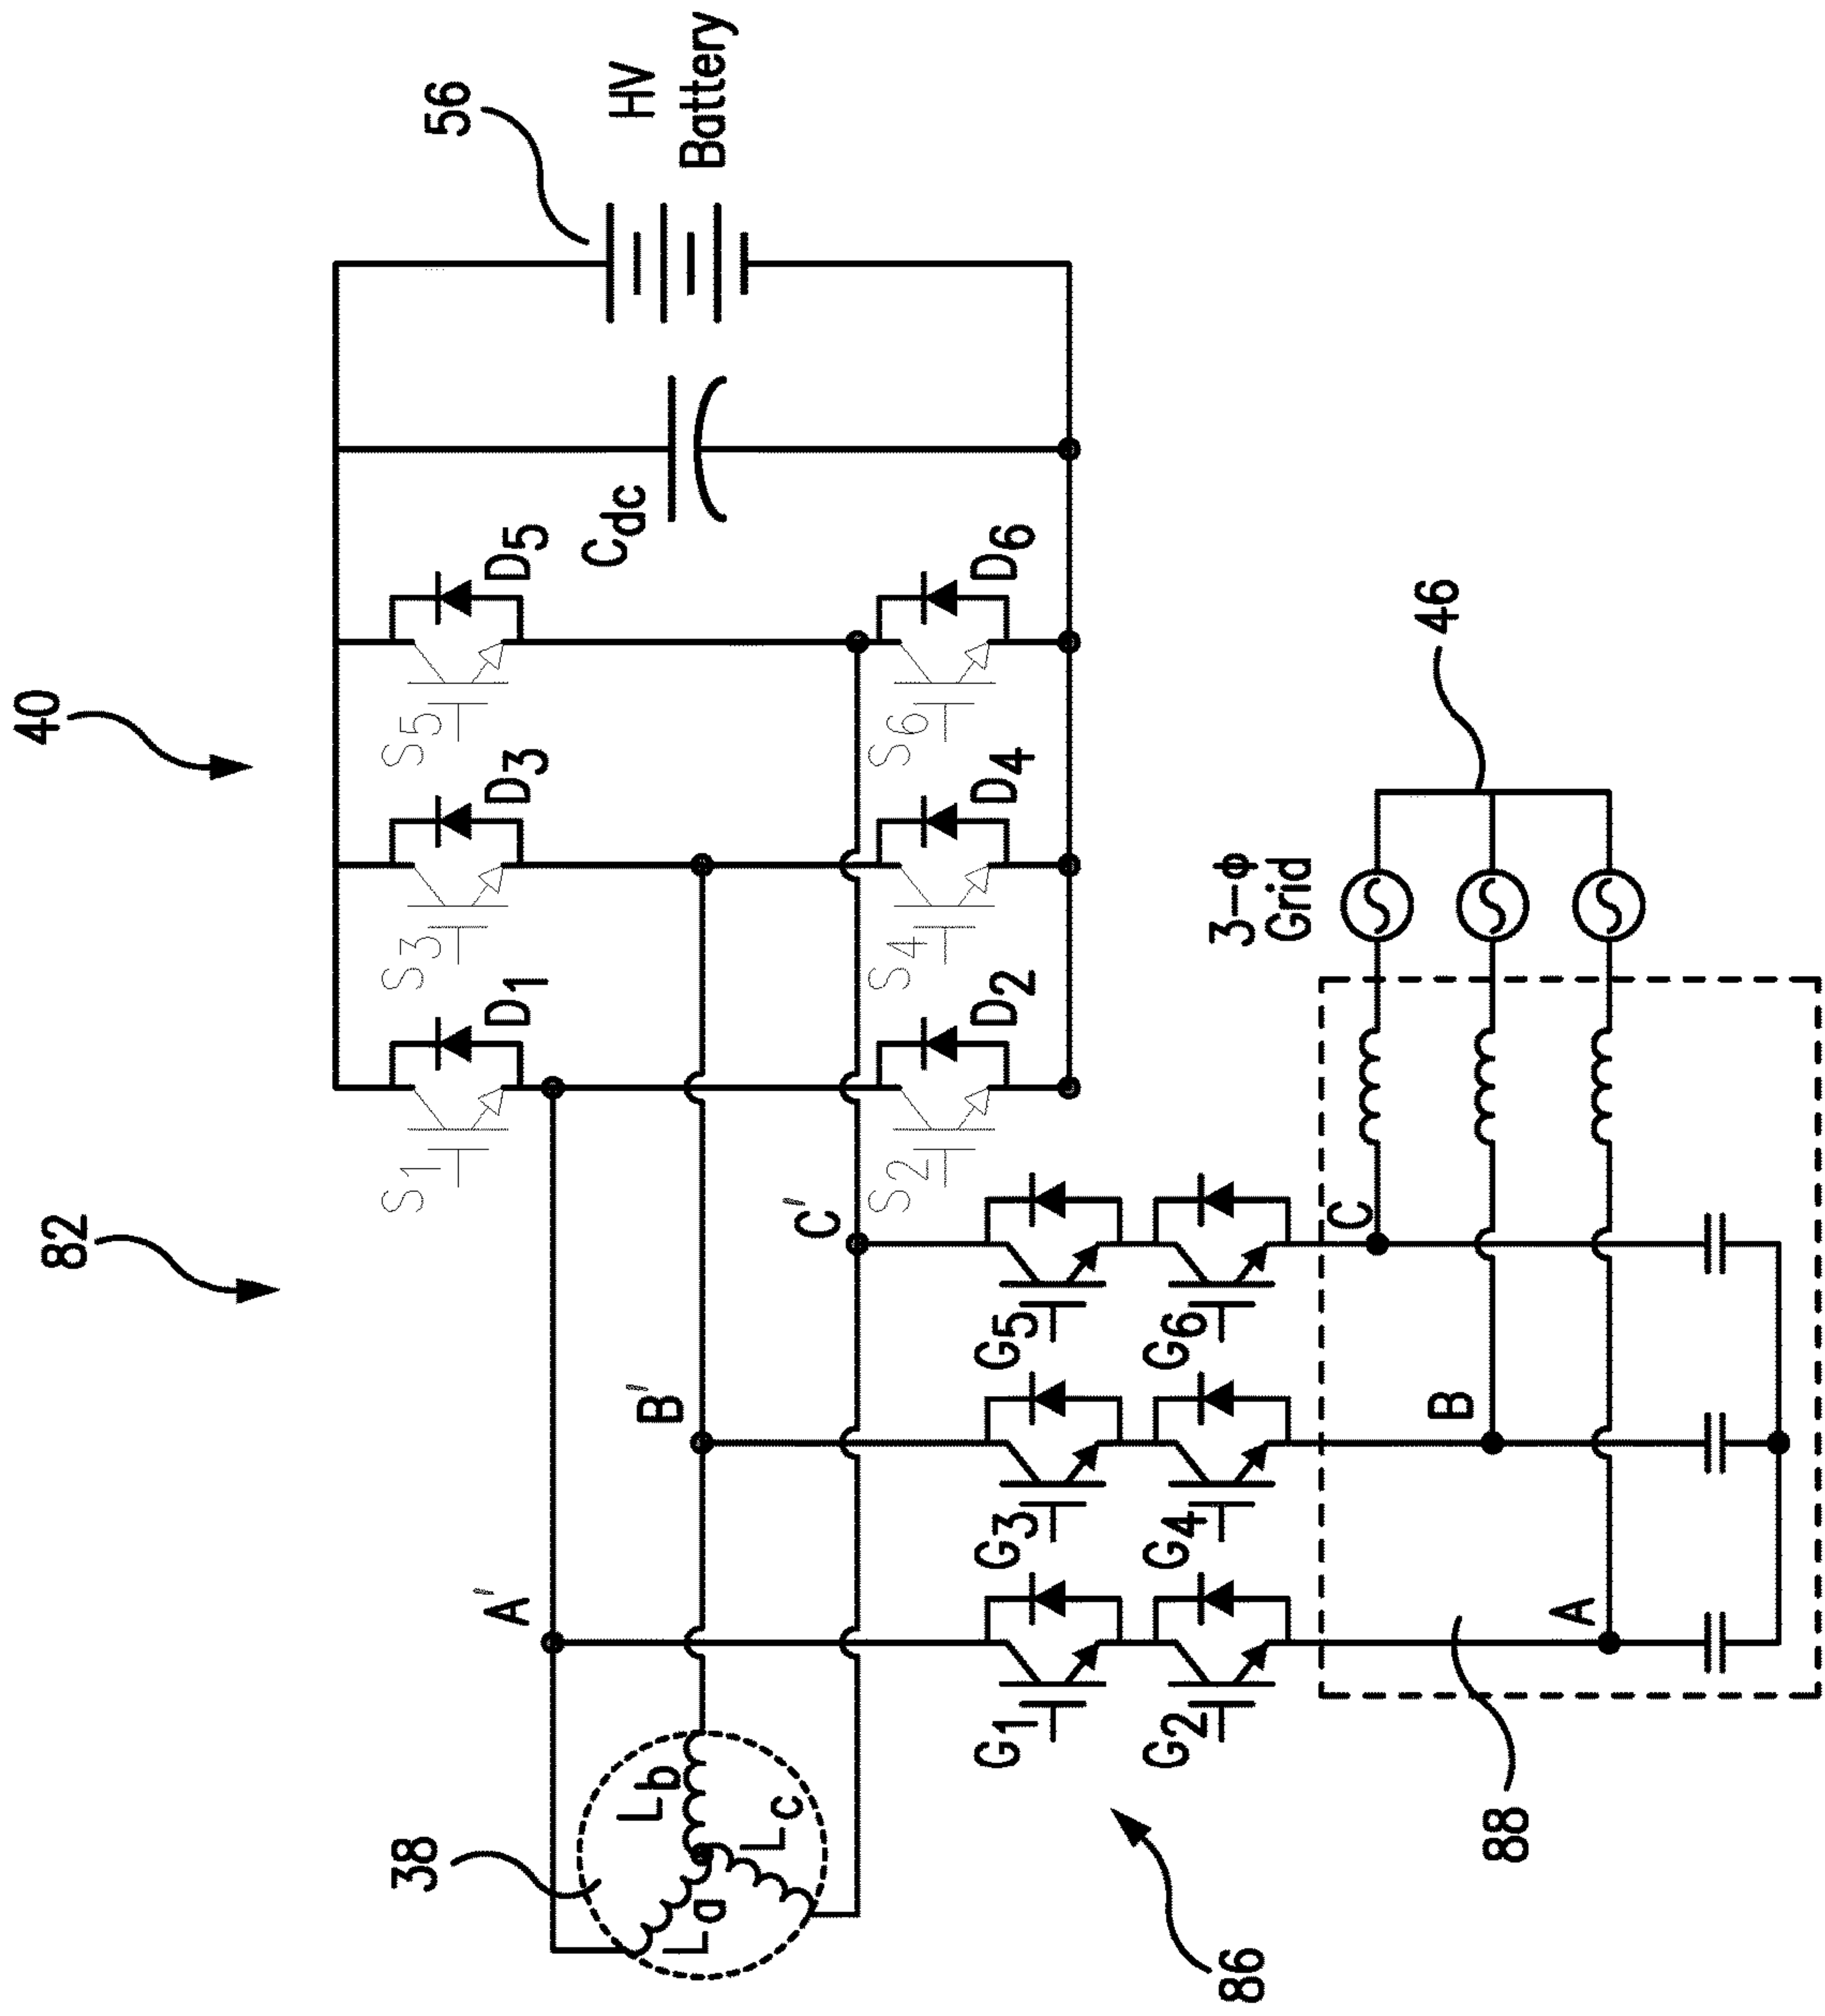 82
40
56
38
La
Lb
Lc
A'
B'
C'
S1
D1
S3
D3
S5
D5
Cdc
HV
Battery
S2
D2
S4
D4
S6
D6
G1
G3
G5
G2
G4
G6
86
88
A
B
C
3-ϕ
Grid
46